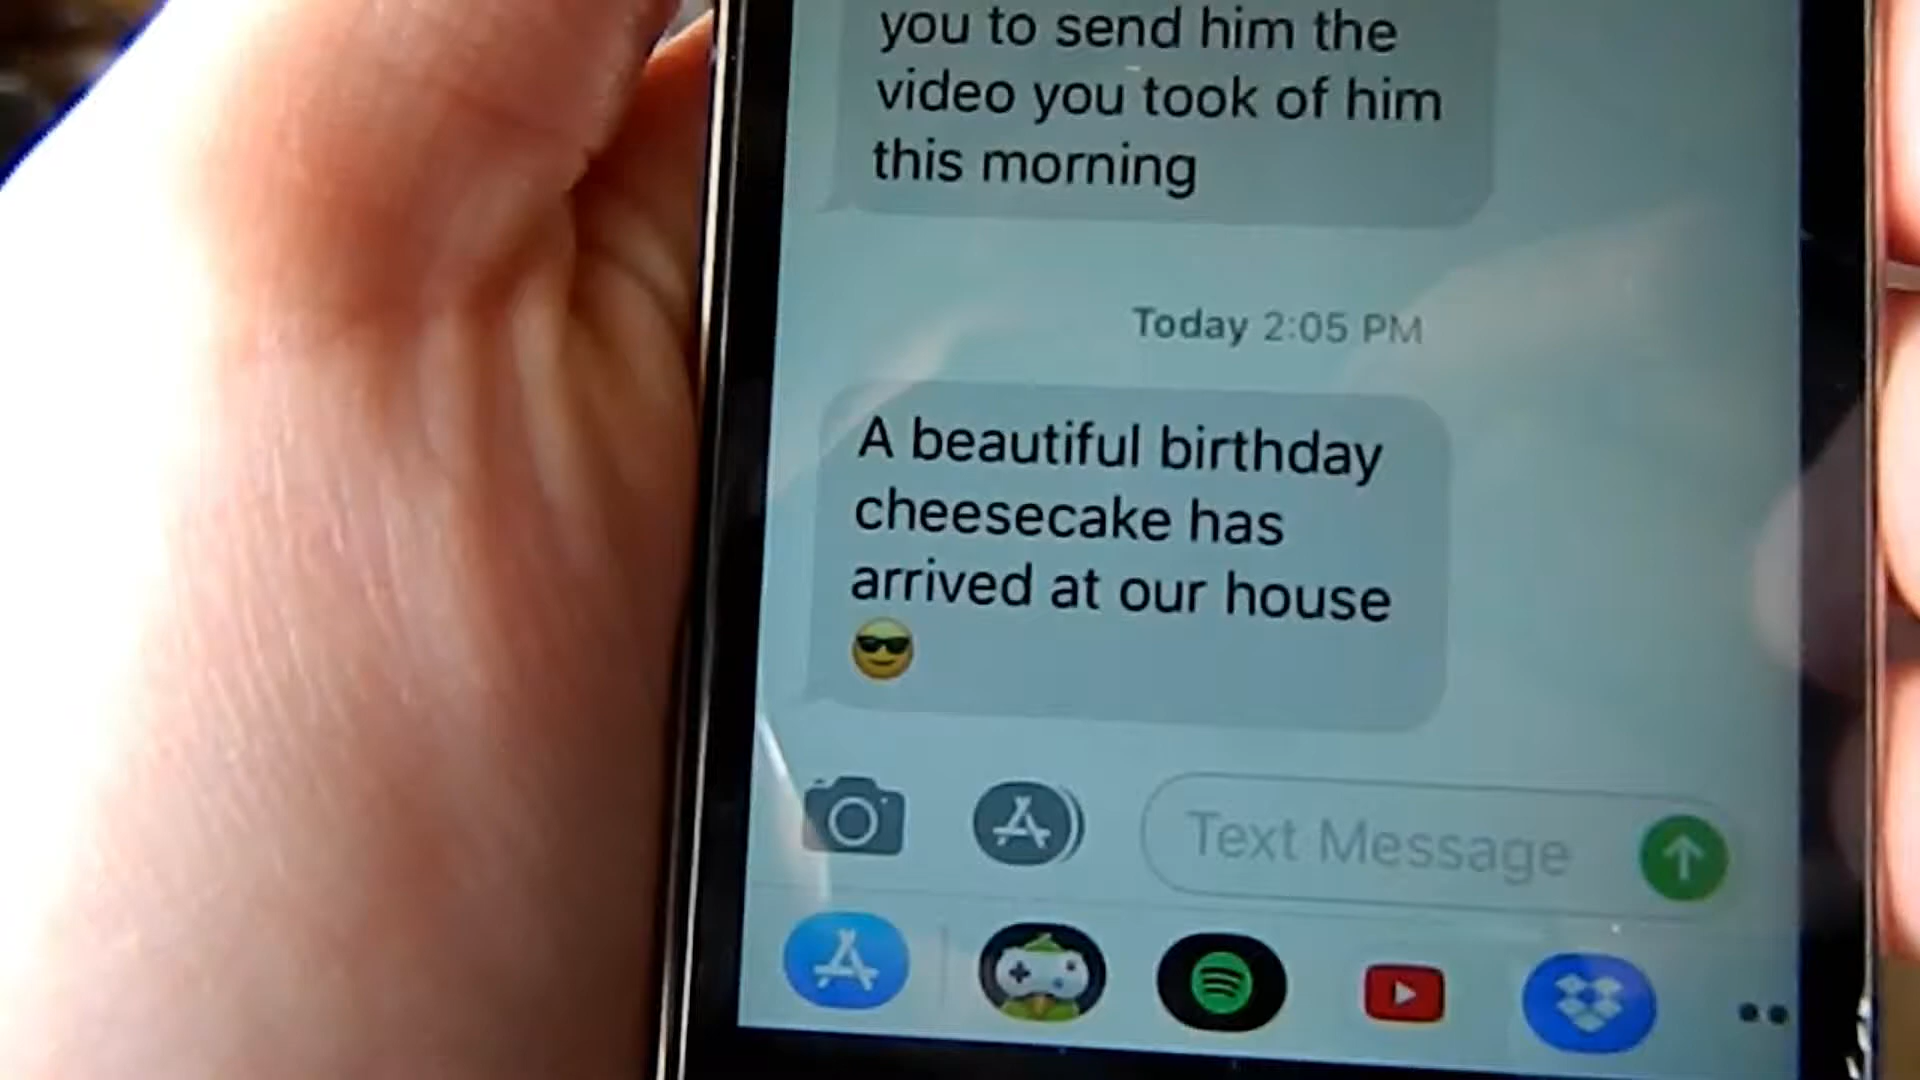 you to send him the
video you took of him
this morning
Today 2:05 PM
A beautiful birthday
cheesecake has
arrived at our house
😎
Text Message